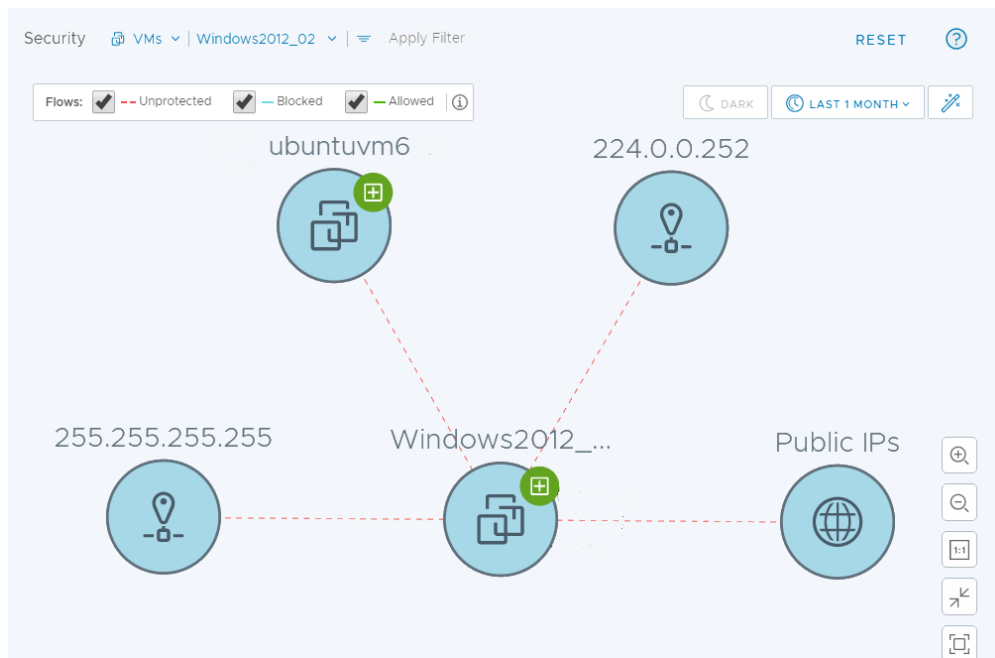 Security VMs Windows2012_02 Apply Filter RESET ?
Flows: Unprotected Blocked Allowed i DARK LAST 1 MONTH
ubuntuvm6 224.0.0.252
255.255.255.255 Windows2012_... Public IPs
1:1